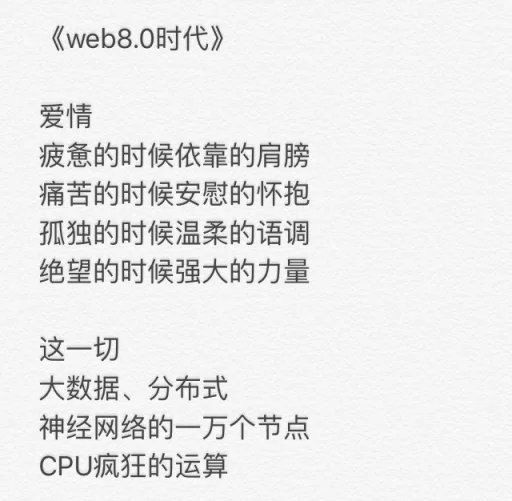 《web8.0时代》
爱情
疲惫的时候依靠的肩膀
痛苦的时候安慰的怀抱
孤独的时候温柔的语调
绝望的时候强大的力量
这一切
大数据、分布式
神经网络的一万个节点
CPU疯狂的运算